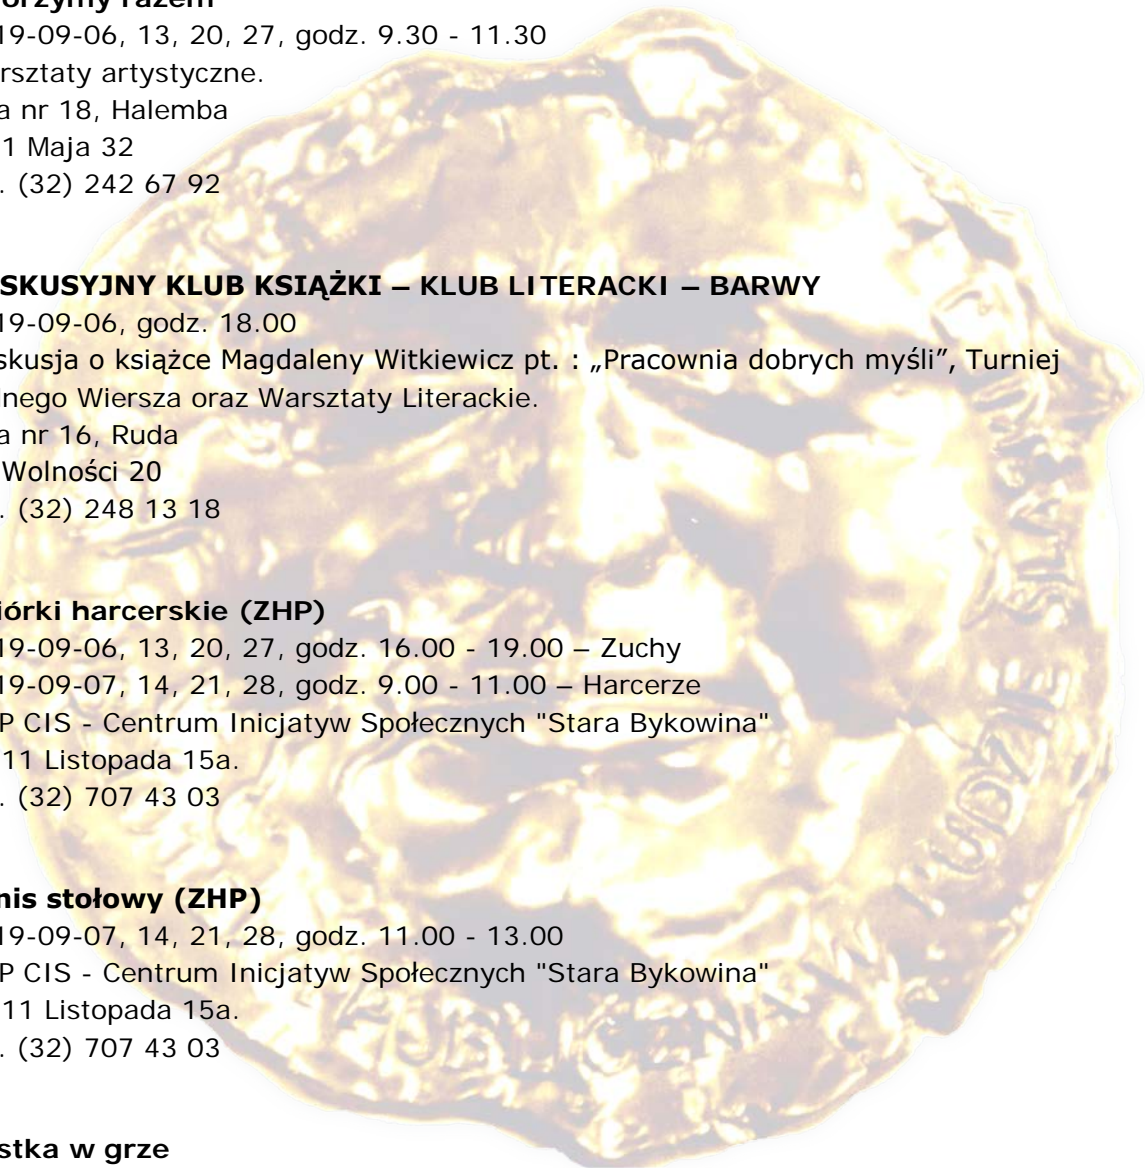 orzymy razem
19-09-06, 13, 20, 27, godz. 9.30 - 11.30
rsztaty artystyczne.
a nr 18, Halemba
1 Maja 32
. (32) 242 67 92
SKUSYJNY KLUB KSIĄŻKI – KLUB LITERACKI – BARWY
19-09-06, godz. 18.00
skusja o książce Magdaleny Witkiewicz pt. : „Pracownia dobrych myśli”, Turniej
dnego Wiersza oraz Warsztaty Literackie.
a nr 16, Ruda
Wolności 20
. (32) 248 13 18
iórki harcerskie (ZHP)
19-09-06, 13, 20, 27, godz. 16.00 - 19.00 – Zuchy
19-09-07, 14, 21, 28, godz. 9.00 - 11.00 – Harcerze
P CIS - Centrum Inicjatyw Społecznych "Stara Bykowina"
11 Listopada 15a.
. (32) 707 43 03
nis stołowy (ZHP)
19-09-07, 14, 21, 28, godz. 11.00 - 13.00
P CIS - Centrum Inicjatyw Społecznych "Stara Bykowina"
11 Listopada 15a.
. (32) 707 43 03
stka w grze
LUDZIE